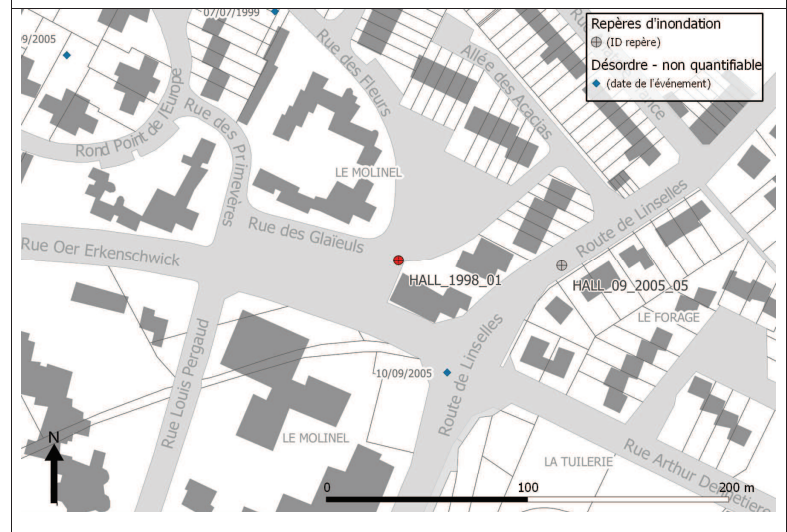 07/07/1999
9/2005
Repères d'inondation
(ID repère)
Désordre - non quantifiable
(date de l'événement)
Rue des Fleurs
Allée des Acacias
Rond Point de l'Europe
Rue des Primevères
LE MOLINEL
Route de Linselles
Rue des Glaïeuls
Rue Oer Erkenschwick
HALL_1998_01
HALL_09_2005_05
LE FORAGE
Rue Louis Pergaud
10/09/2005
Route de Linselles
LE MOLINEL
LA TUILERIE
Rue Arthur
N
0
100
200 m